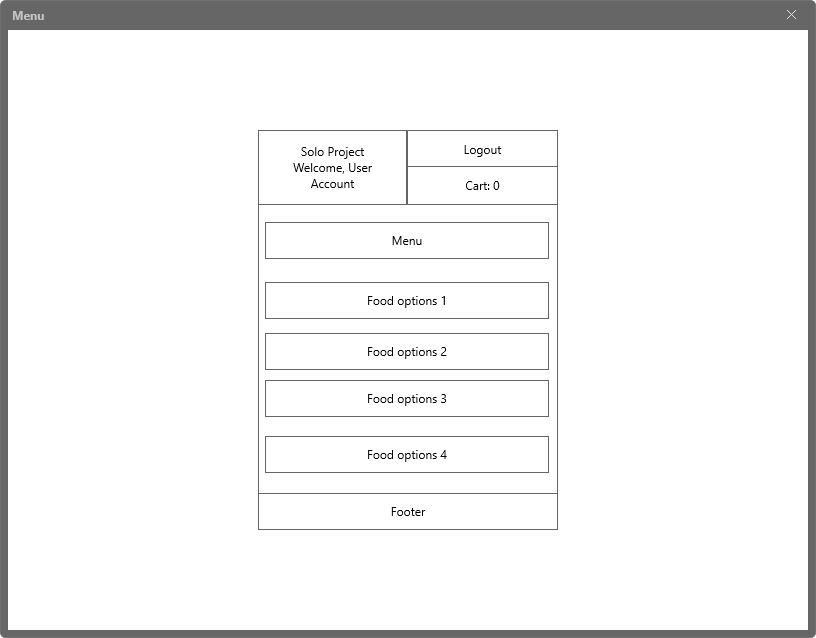 Menu
Solo Project
Welcome, User
Account
Logout
Cart: 0
Menu
Food options 1
Food options 2
Food options 3
Food options 4
Footer